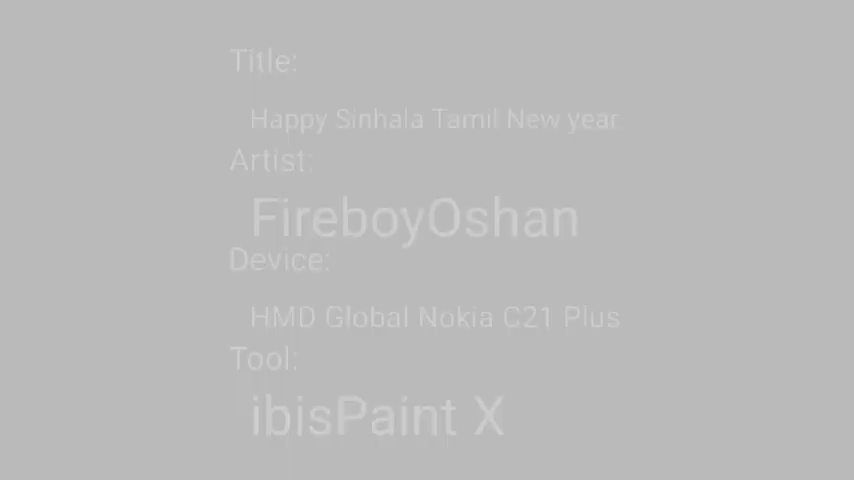 Title:
Happy Sinhala Tamil New year
Artist:
FireboyOshan
Device:
HMD Global Nokia C21 Plus
Tool:
ibisPaint X